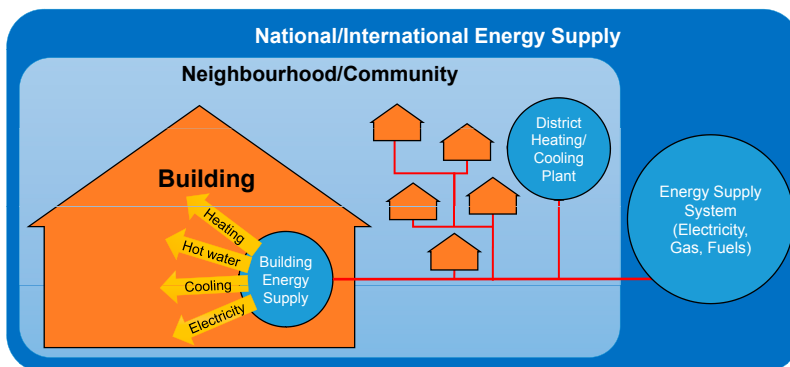 National/International Energy Supply
Neighbourhood/Community
Building
Heating
Hot water
Cooling
Electricity
Building
Energy
Supply
District
Heating/
Cooling
Plant
Energy Supply
System
(Electricity,
Gas, Fuels)